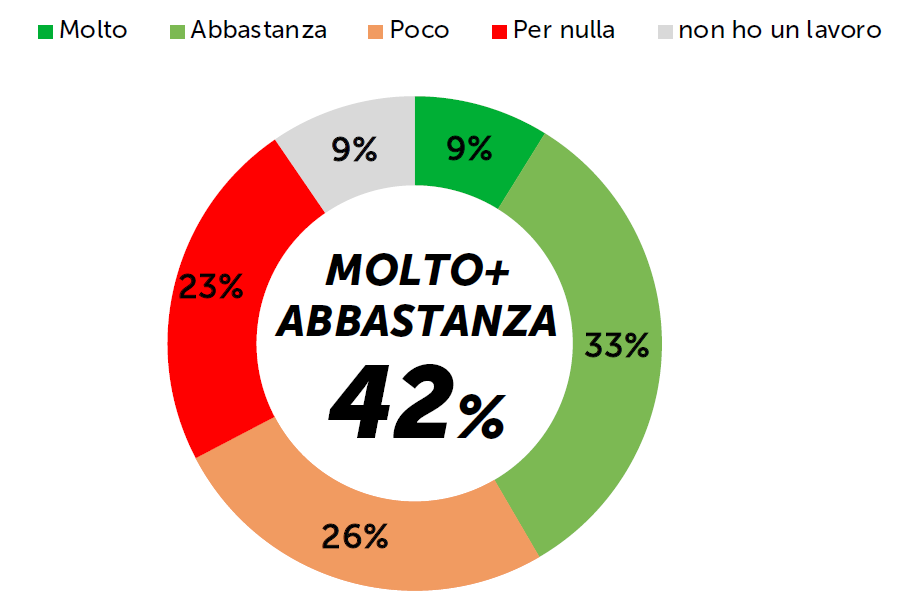 Molto Abbastanza Poco Per nulla non ho un lavoro
9% 9%
MOLTO+
23%
ABBASTANZA
33%
42%
26%